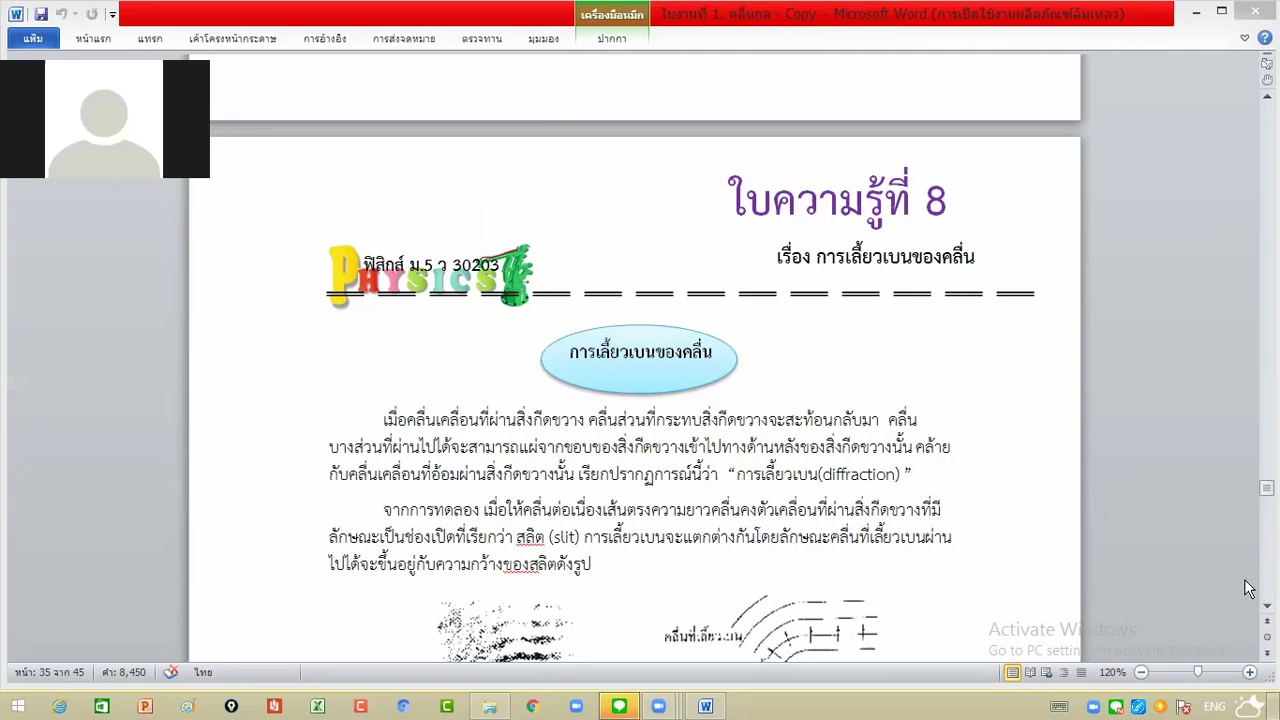 เครื่องมือหมึก
ใบงานที่ 1. คลื่นกล - Copy - Microsoft Word (การเปิดใช้งานผลิตภัณฑ์ล้มเหลว)
แฟ้ม หน้าแรก แทรก เค้าโครงหน้ากระดาษ การอ้างอิง การส่งจดหมาย ตรวจทาน มุมมอง ปากกา
ใบความรู้ที่ 8
ฟิสิกส์ ม.5 ว 30203
PHYSICS
เรื่อง การเลี้ยวเบนของคลื่น
การเลี้ยวเบนของคลื่น
เมื่อคลื่นเคลื่อนที่ผ่านสิ่งกีดขวาง คลื่นส่วนที่กระทบสิ่งกีดขวางจะสะท้อนกลับมา คลื่น
บางส่วนที่ผ่านไปได้จะสามารถแผ่จากขอบของสิ่งกีดขวางเข้าไปทางด้านหลังของสิ่งกีดขวางนั้น คล้าย
กับคลื่นเคลื่อนที่อ้อมผ่านสิ่งกีดขวางนั้น เรียกปรากฏการณ์นี้ว่า “การเลี้ยวเบน(diffraction) ”
จากการทดลอง เมื่อให้คลื่นต่อเนื่องเส้นตรงความยาวคลื่นคงตัวเคลื่อนที่ผ่านสิ่งกีดขวางที่มี
ลักษณะเป็นช่องเปิดที่เรียกว่า สลิต (slit) การเลี้ยวเบนจะแตกต่างกันโดยลักษณะคลื่นที่เลี้ยวเบนผ่าน
ไปได้จะขึ้นอยู่กับความกว้างของสลิตดังรูป
คลื่นที่เลี้ยวเบน
Activate Windows
Go to PC settings to activate Windows.
หน้า: 35 จาก 45 คำ: 8,450 ไทย 120%
ENG